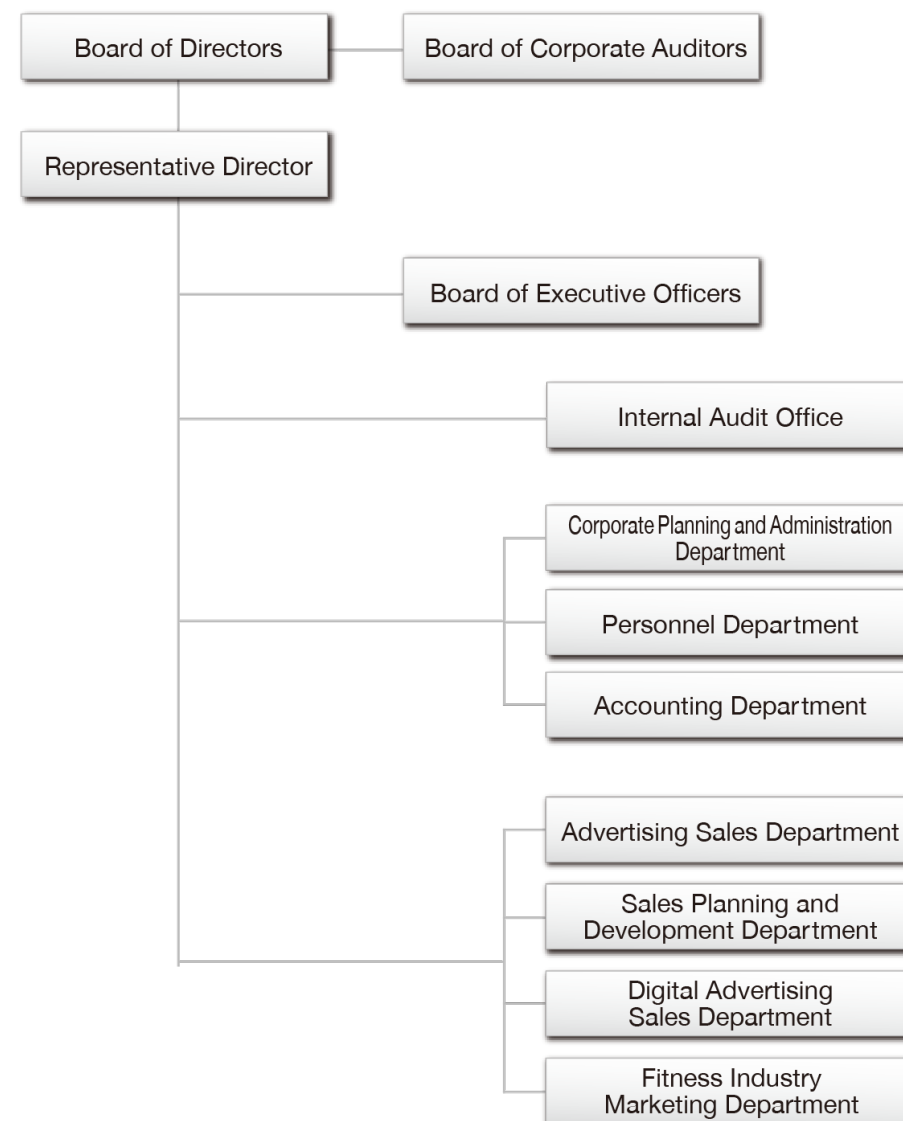 Board of Directors
Board of Corporate Auditors
Representative Director
Board of Executive Officers
Internal Audit Office
Corporate Planning and Administration
Department
Personnel Department
Accounting Department
Advertising Sales Department
Sales Planning and
Development Department
Digital Advertising
Sales Department
Fitness Industry
Marketing Department